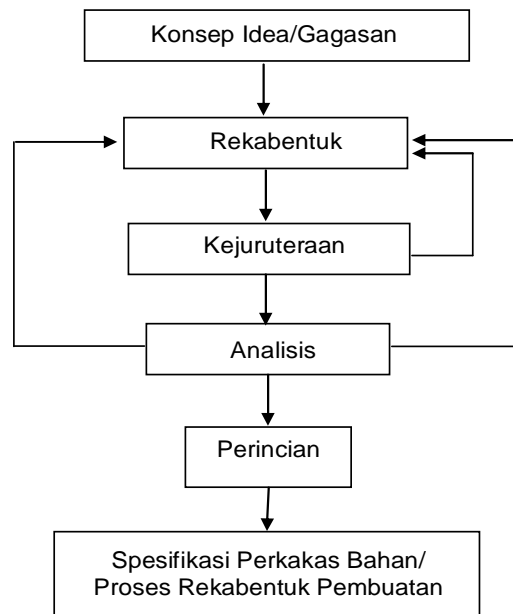 Konsep Idea/Gagasan
Rekabentuk
Kejuruteraan
Analisis
Perincian
Spesifikasi Perkakas Bahan/
Proses Rekabentuk Pembuatan